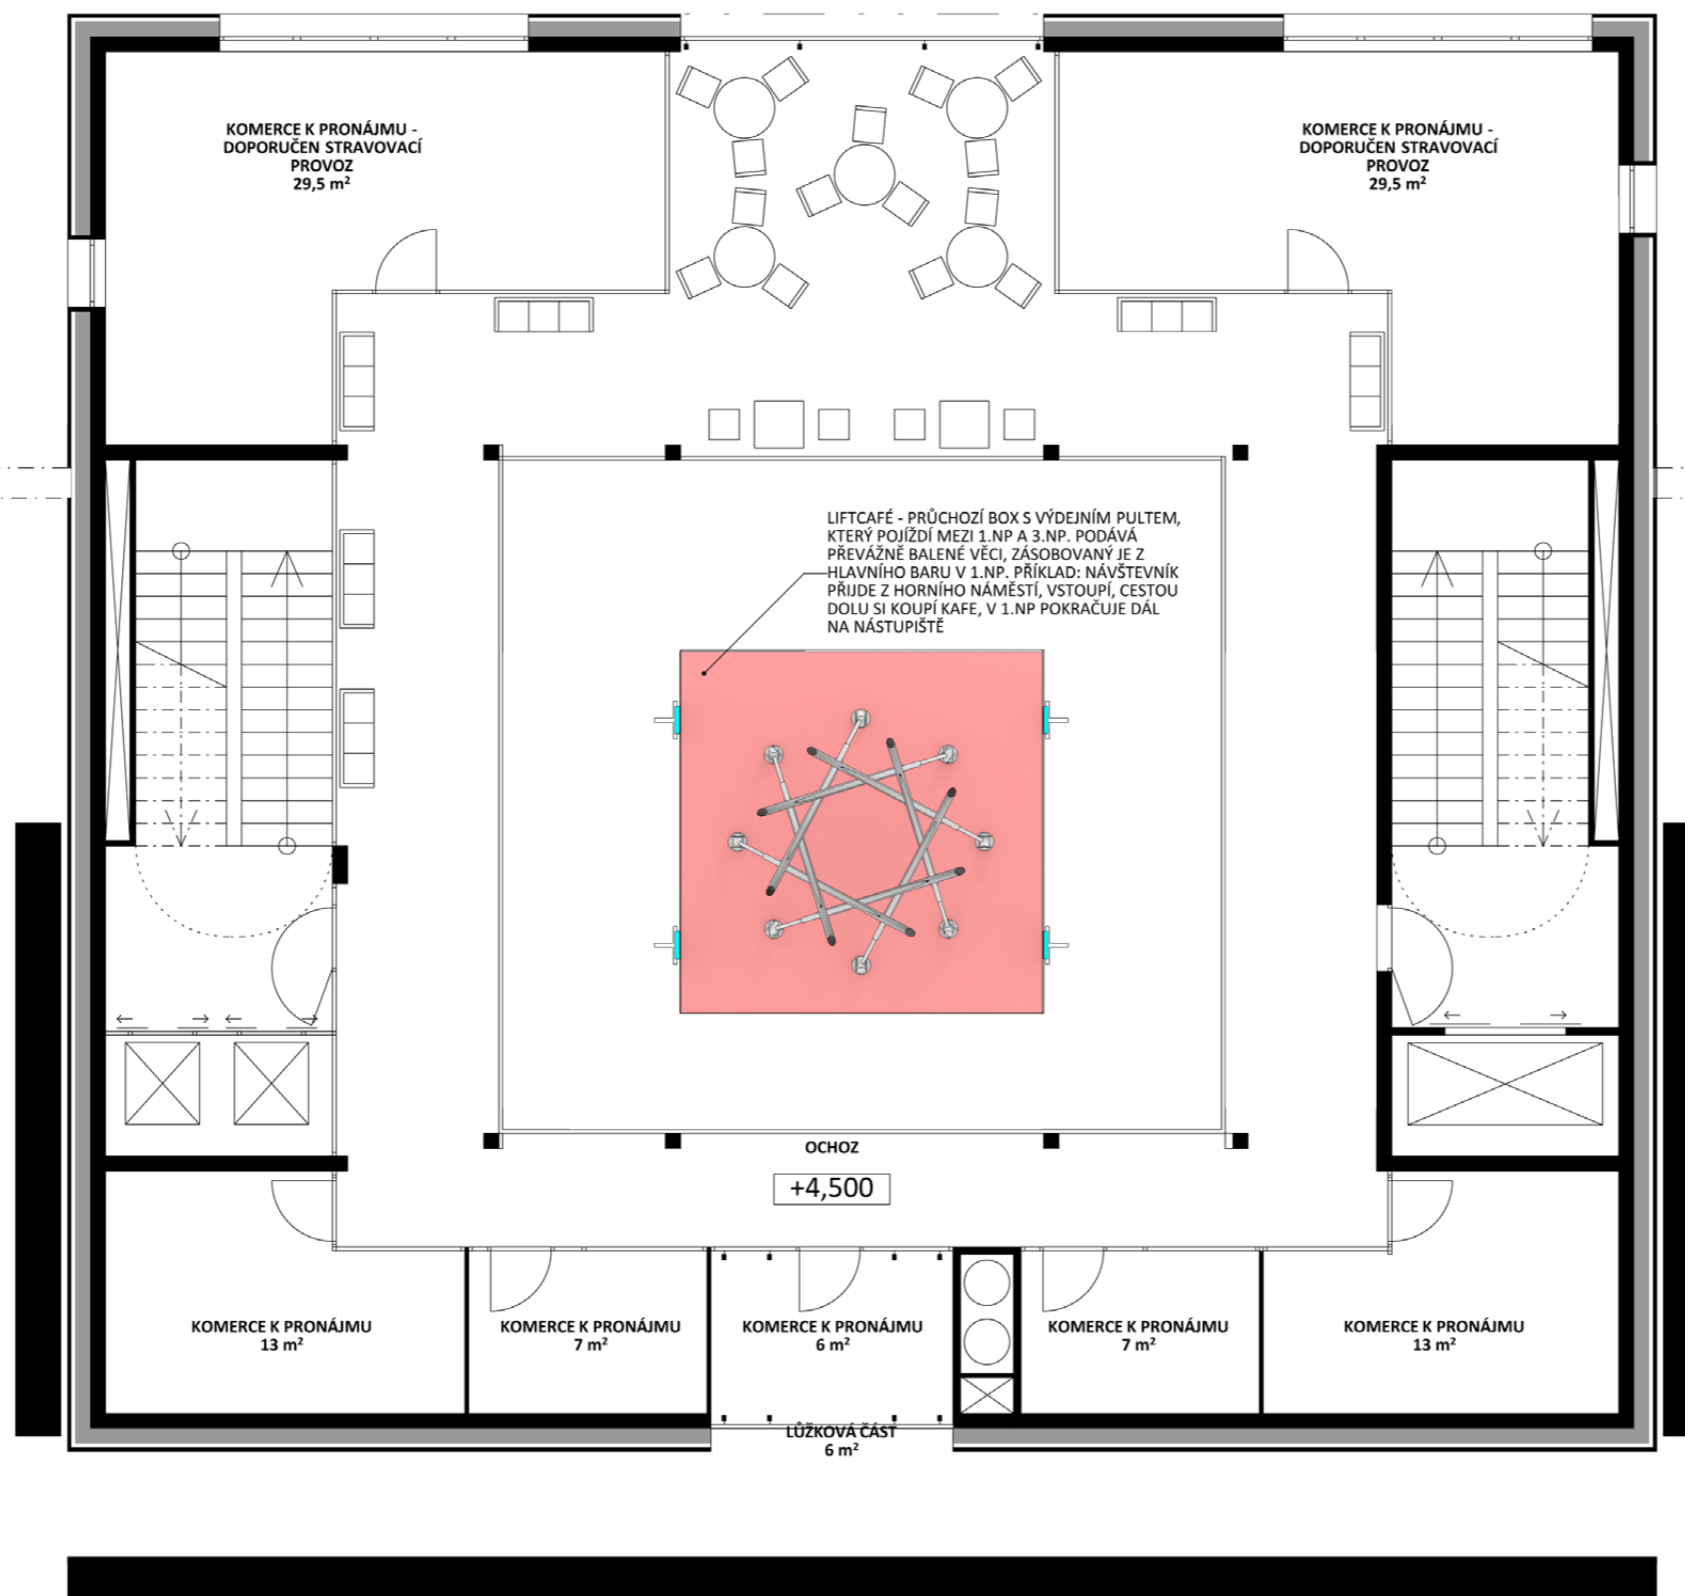 KOMERCE K PRONÁJMU -
DOPORUČEN STRAVOVACÍ
PROVOZ
29,5 m²
KOMERCE K PRONÁJMU -
DOPORUČEN STRAVOVACÍ
PROVOZ
29,5 m²
LIFTCAFÉ - PRŮCHOZÍ BOX S VÝDEJNÍM PULTEM,
KTERÝ POJÍŽDÍ MEZI 1.NP A 3.NP. PODÁVÁ
PŘEVÁŽNĚ BALENÉ VĚCI, ZÁSOBOVANÝ JE Z
HLAVNÍHO BARU V 1.NP. PŘÍKLAD: NÁVŠTEVNÍK
PŘIJDE Z HORNÍHO NÁMĚSTÍ, VSTOUPÍ, CESTOU
DOLU SI KOUPÍ KAFE, V 1.NP POKRAČUJE DÁL
NA NÁSTUPIŠTĚ
OCHOZ
+4,500
KOMERCE K PRONÁJMU
13 m²
KOMERCE K PRONÁJMU
7 m²
KOMERCE K PRONÁJMU
6 m²
KOMERCE K PRONÁJMU
7 m²
KOMERCE K PRONÁJMU
13 m²
LŮŽKOVÁ ČÁST
6 m²